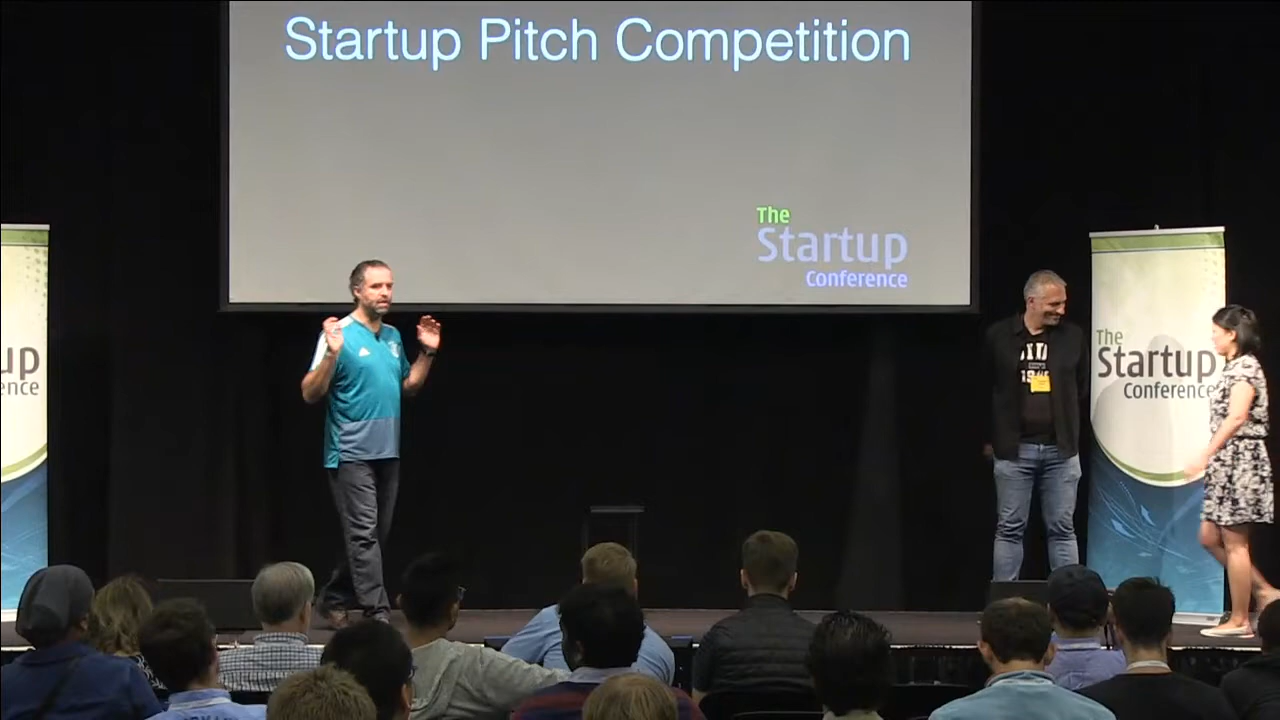 Startup Pitch Competition
The
Startup
Conference
up
ence
The
Startup
Conference